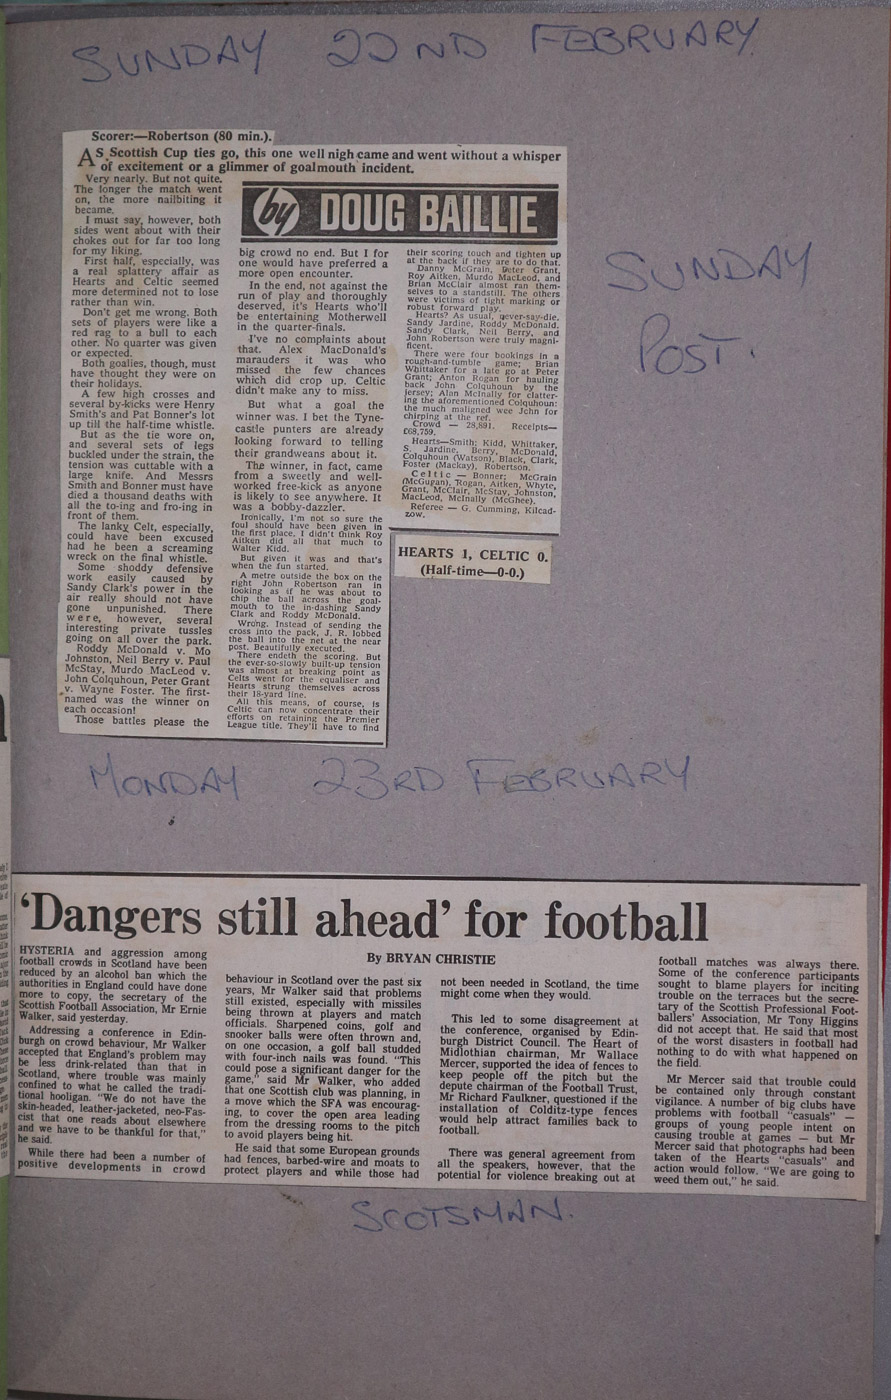 SUNDAY 22ND FEBRUARY
Scorer:—Robertson (80 min.).
AS Scottish Cup ties go, this one well nigh came and went without a whisper
of excitement or a glimmer of goalmouth incident.
Very nearly. But not quite.
The longer the match went
on, the more nailbiting it
became.
I must say, however, both
sides went about with their
chokes out for far too long
for my liking.
First half, especially, was
a real splattery affair as
Hearts and Celtic seemed
more determined not to lose
rather than win.
Don't get me wrong. Both
sets of players were like a
red rag to a bull to each
other. No quarter was given
or expected.
Both goalies, though, must
have thought they were on
their holidays.
A few high crosses and
several by-kicks were Henry
Smith's and Pat Bonner's lot
up till the half-time whistle.
But as the tie wore on,
and several sets of legs
buckled under the strain, the
tension was cuttable with a
large knife. And Messrs
Smith and Bonner must have
died a thousand deaths with
all the to-ing and fro-ing in
front of them.
The lanky Celt, especially,
could have been excused
had he been a screaming
wreck on the final whistle.
Some shoddy defensive
work easily caused by
Sandy Clark's power in the
air really should not have
gone unpunished. There
were, however, several
interesting private tussles
going on all over the park.
Roddy McDonald v. Mo
Johnston, Neil Berry v. Paul
McStay, Murdo MacLeod v.
John Colquhoun, Peter Grant
v. Wayne Foster. The first-
named was the winner on
each occasion!
Those battles please the
by DOUG BAILLIE
big crowd no end. But I for
one would have preferred a
more open encounter.
In the end, not against the
run of play and thoroughly
deserved, it's Hearts who'll
be entertaining Motherwell
in the quarter-finals.
I've no complaints about
that. Alex MacDonald's
marauders it was who
missed the few chances
which did crop up. Celtic
didn't make any to miss.
But what a goal the
winner was. I bet the Tyne-
castle punters are already
looking forward to telling
their grandweans about it.
The winner, in fact, came
from a sweetly and well-
worked free-kick as anyone
is likely to see anywhere. It
was a bobby-dazzler.
Ironically, I'm not so sure the
foul should have been given in
the first place. I didn't think Roy
Aitken did all that much to
Walter Kidd.
But given it was and that's
when the fun started.
A metre outside the box on the
right John Robertson ran in
looking as if he was about to
chip the ball across the goal-
mouth to the in-dashing Sandy
Clark and Roddy McDonald.
Wrong. Instead of sending the
cross into the pack, J. R. lobbed
the ball into the net at the near
post. Beautifully executed.
There endeth the scoring. But
the ever-so-slowly built-up tension
was almost at breaking point as
Celts went for the equaliser and
Hearts strung themselves across
their 18-yard line.
All this means, of course, is
Celtic can now concentrate their
efforts on retaining the Premier
League title. They'll have to find
their scoring touch and tighten up
at the back if they are to do that.
Danny McGrain, Peter Grant,
Roy Aitken, Murdo MacLeod, and
Brian McClair almost ran them-
selves to a standstill. The others
were victims of tight marking or
robust forward play.
Hearts? As usual, never-say-die.
Sandy Jardine, Roddy McDonald,
Sandy Clark, Neil Berry, and
John Robertson were truly magni-
ficent.
There were four bookings in a
rough-and-tumble game; Brian
Whittaker for a late go at Peter
Grant; Anton Rogan for hauling
back John Colquhoun by the
jersey; Alan McInally for clatter-
ing the aforementioned Colquhoun:
the much maligned wee John for
chirping at the ref.
Crowd — 28,891. Receipts—
£68,759.
Hearts—Smith; Kidd, Whittaker,
S. Jardine, Berry, McDonald,
Colquhoun (Watson), Black, Clark,
Foster (Mackay), Robertson.
Celtic — Bonner; McGrain
(McGugan), Rogan, Aitken, Whyte,
Grant, McClair, McStay, Johnston,
MacLeod, McInally (McGhee).
Referee — G. Cumming, Kilcad-
zow.
HEARTS 1, CELTIC 0.
(Half-time—0-0.)
SUNDAY
POST.
MONDAY 23RD FEBRUARY
'Dangers still ahead' for football
By BRYAN CHRISTIE
HYSTERIA and aggression among
football crowds in Scotland have been
reduced by an alcohol ban which the
authorities in England could have done
more to copy, the secretary of the
Scottish Football Association, Mr Ernie
Walker, said yesterday.
Addressing a conference in Edin-
burgh on crowd behaviour, Mr Walker
accepted that England's problem may
be less drink-related than that in
Scotland, where trouble was mainly
confined to what he called the tradi-
tional hooligan. "We do not have the
skin-headed, leather-jacketed, neo-Fas-
cist that one reads about elsewhere
and we have to be thankful for that,"
he said.
While there had been a number of
positive developments in crowd
behaviour in Scotland over the past six
years, Mr Walker said that problems
still existed, especially with missiles
being thrown at players and match
officials. Sharpened coins, golf and
snooker balls were often thrown and,
on one occasion, a golf ball studded
with four-inch nails was found. "This
could pose a significant danger for the
game," said Mr Walker, who added
that one Scottish club was planning, in
a move which the SFA was encourag-
ing, to cover the open area leading
from the dressing rooms to the pitch
to avoid players being hit.
He said that some European grounds
had fences, barbed-wire and moats to
protect players and while those had
not been needed in Scotland, the time
might come when they would.
This led to some disagreement at
the conference, organised by Edin-
burgh District Council. The Heart of
Midlothian chairman, Mr Wallace
Mercer, supported the idea of fences to
keep people off the pitch but the
depute chairman of the Football Trust,
Mr Richard Faulkner, questioned if the
installation of Colditz-type fences
would help attract families back to
football.
There was general agreement from
all the speakers, however, that the
potential for violence breaking out at
football matches was always there.
Some of the conference participants
sought to blame players for inciting
trouble on the terraces but the secre-
tary of the Scottish Professional Foot-
ballers' Association, Mr Tony Higgins
did not accept that. He said that most
of the worst disasters in football had
nothing to do with what happened on
the field.
Mr Mercer said that trouble could
be contained only through constant
vigilance. A number of big clubs have
problems with football "casuals" —
groups of young people intent on
causing trouble at games — but Mr
Mercer said that photographs had been
taken of the Hearts "casuals" and
action would follow. "We are going to
weed them out," he said.
SCOTSMAN.